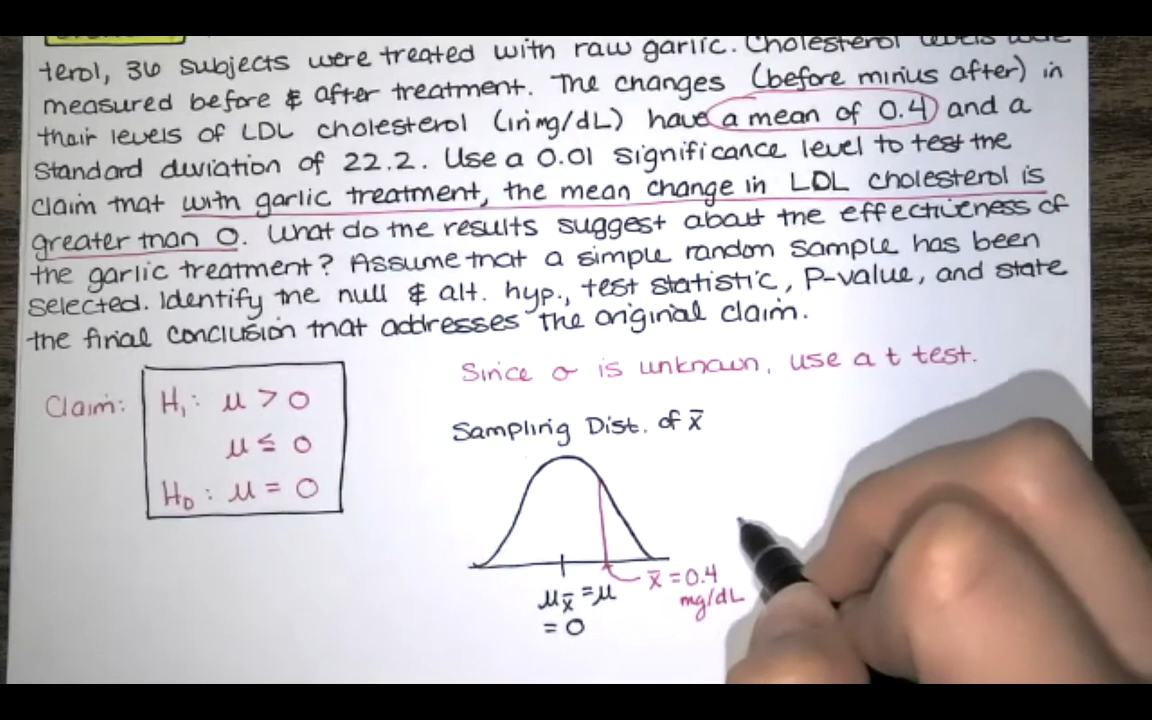 terol, 36 subjects were treated with raw garlic. Cholesterol levels were
measured before & after treatment. The changes (before minus after) in
their levels of LDL cholesterol (in mg/dL) have a mean of 0.4 and a
standard deviation of 22.2. Use a 0.01 significance level to test the
claim that with garlic treatment, the mean change in LDL cholesterol is
greater than 0. What do the results suggest about the effectiveness of
the garlic treatment? Assume that a simple random sample has been
selected. Identify the null & alt. hyp., test statistic, P-value, and state
the final conclusion that addresses the original claim.
Since σ is unknown, use a t test.
Claim: H₁: μ > 0
μ ≤ 0
H₀: μ = 0
Sampling Dist. of x̄
x̄ = 0.4
mg/dL
μx̄ = μ
= 0